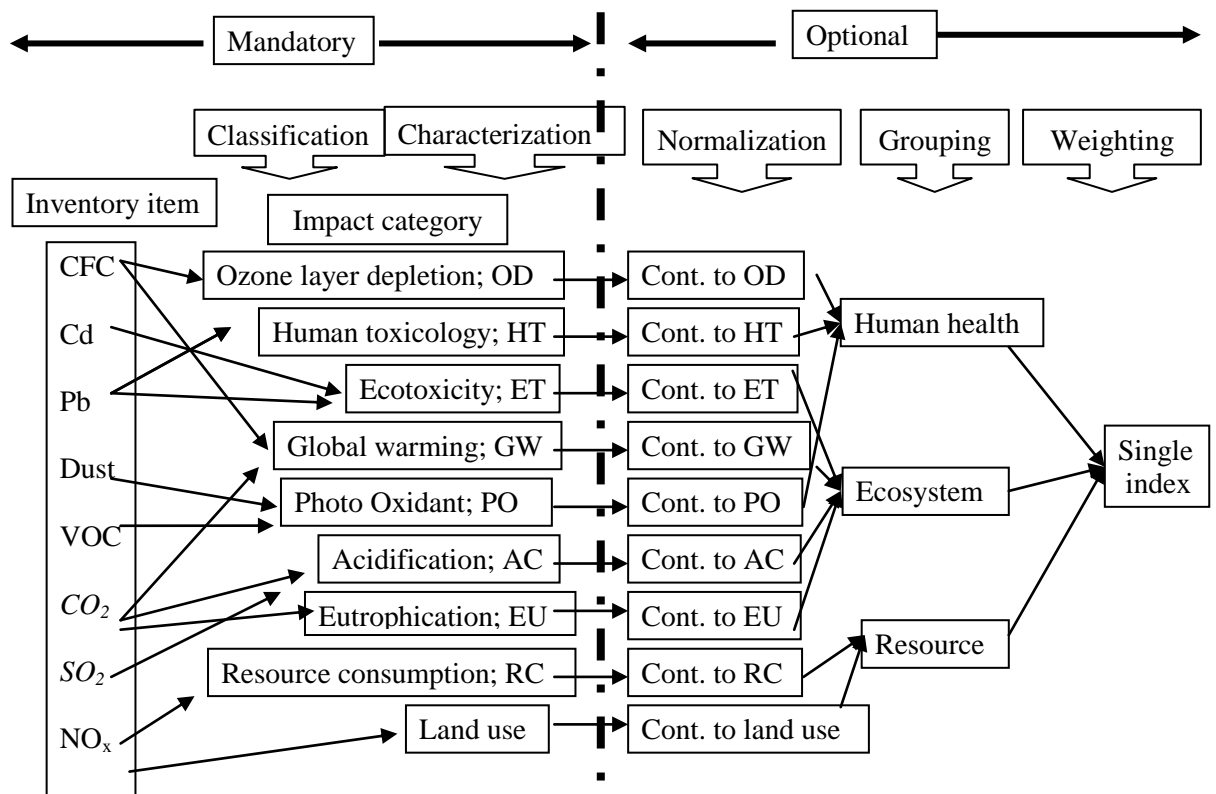 Mandatory
Optional
Classification
Characterization
Normalization
Grouping
Weighting
Inventory item
Impact category
CFC
Cd
Pb
Dust
VOC
CO₂
SO₂
NOₓ
Ozone layer depletion; OD
Human toxicology; HT
Ecotoxicity; ET
Global warming; GW
Photo Oxidant; PO
Acidification; AC
Eutrophication; EU
Resource consumption; RC
Land use
Cont. to OD
Cont. to HT
Cont. to ET
Cont. to GW
Cont. to PO
Cont. to AC
Cont. to EU
Cont. to RC
Cont. to land use
Human health
Ecosystem
Resource
Single
index